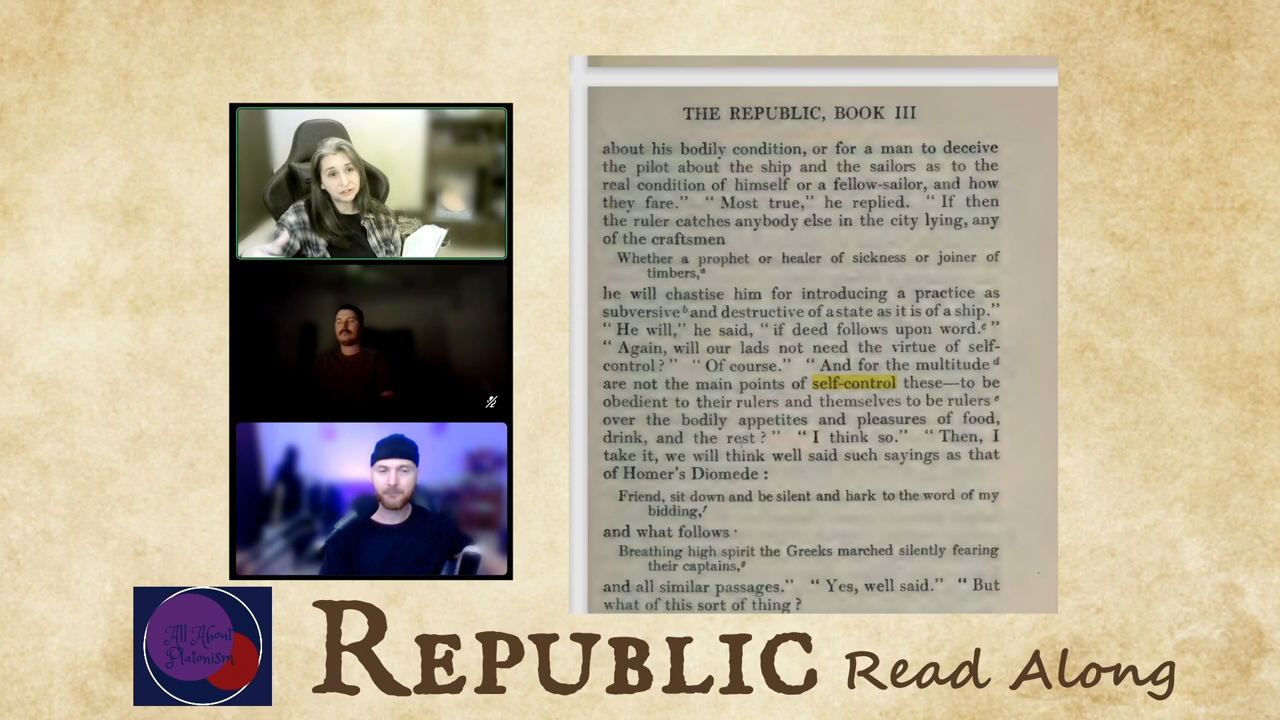 THE REPUBLIC, BOOK III
about his bodily condition, or for a man to deceive
the pilot about the ship and the sailors as to the
real condition of himself or a fellow-sailor, and how
they fare.” “Most true,” he replied. “If then
the ruler catches anybody else in the city lying, any
of the craftsmen
Whether a prophet or healer of sickness or joiner of
timbers,ᵃ
he will chastise him for introducing a practice as
subversiveᵇ and destructive of a state as it is of a ship.”
“He will,” he said, “if deed follows upon word.ᶜ”
“Again, will our lads not need the virtue of self-
control?” “Of course.” “And for the multitudeᵈ
are not the main points of self-control these—to be
obedient to their rulers and themselves to be rulersᵉ
over the bodily appetites and pleasures of food,
drink, and the rest?” “I think so.” “Then, I
take it, we will think well said such sayings as that
of Homer's Diomede:
Friend, sit down and be silent and hark to the word of my
bidding,ᶠ
and what follows
Breathing high spirit the Greeks marched silently fearing
their captains,ᵍ
and all similar passages.” “Yes, well said.” “But
what of this sort of thing?
All About
Platonism
REPUBLIC Read Along